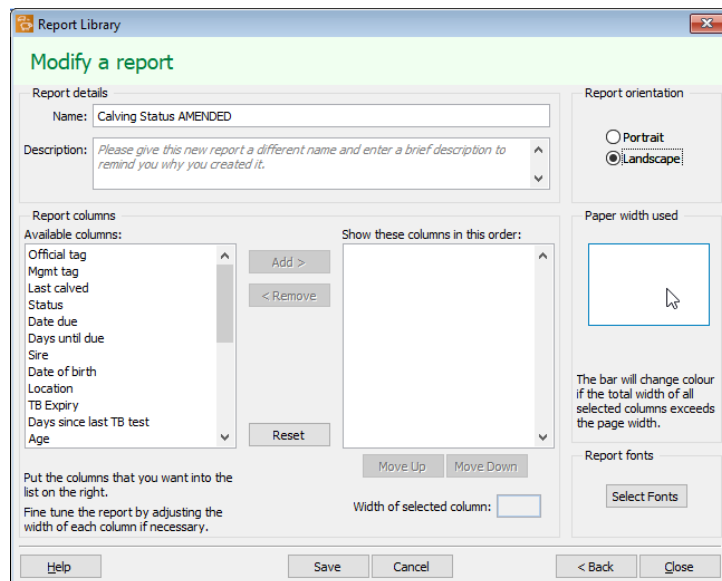 Report Library
Modify a report
Report details
Name: Calving Status AMENDED
Description: Please give this new report a different name and enter a brief description to
remind you why you created it.
Report orientation
Portrait
Landscape
Report columns
Available columns:
Official tag
Mgmt tag
Last calved
Status
Date due
Days until due
Sire
Date of birth
Location
TB Expiry
Days since last TB test
Age
Add >
< Remove
Reset
Show these columns in this order:
Move Up Move Down
Width of selected column:
Put the columns that you want into the
list on the right.
Fine tune the report by adjusting the
width of each column if necessary.
Paper width used
The bar will change colour
if the total width of all
selected columns exceeds
the page width.
Report fonts
Select Fonts
Help Save Cancel < Back Close